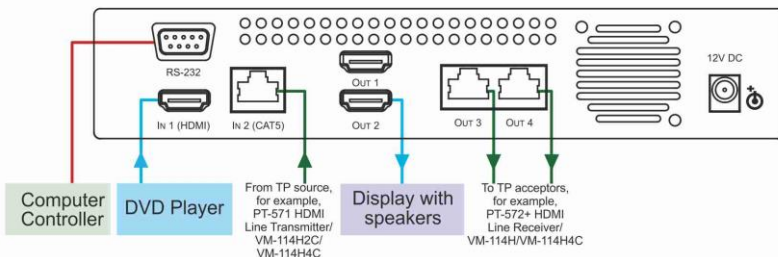 RS-232
IN 1 (HDMI)
IN 2 (CAT5)
OUT 1
OUT 2
OUT 3
OUT 4
12V DC
+
Computer
Controller
DVD Player
From TP source,
for example,
PT-571 HDMI
Line Transmitter/
VM-114H2C/
VM-114H4C
Display with
speakers
To TP acceptors,
for example,
PT-572+ HDMI
Line Receiver/
VM-114H/VM-114H4C